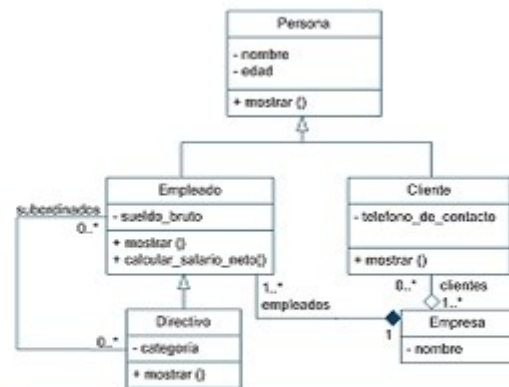 Persona
- nombre
- edad
+ mostrar ()
Empleado
- sueldo_bruto
+ mostrar ()
+ calcular_salario_neto()
Cliente
- telefono_de_contacto
+ mostrar ()
subordinados
0..*
1..*
empleados
0..*
clientes
1..*
Directivo
- categoria
+ mostrar ()
0..*
1
Empresa
- nombre